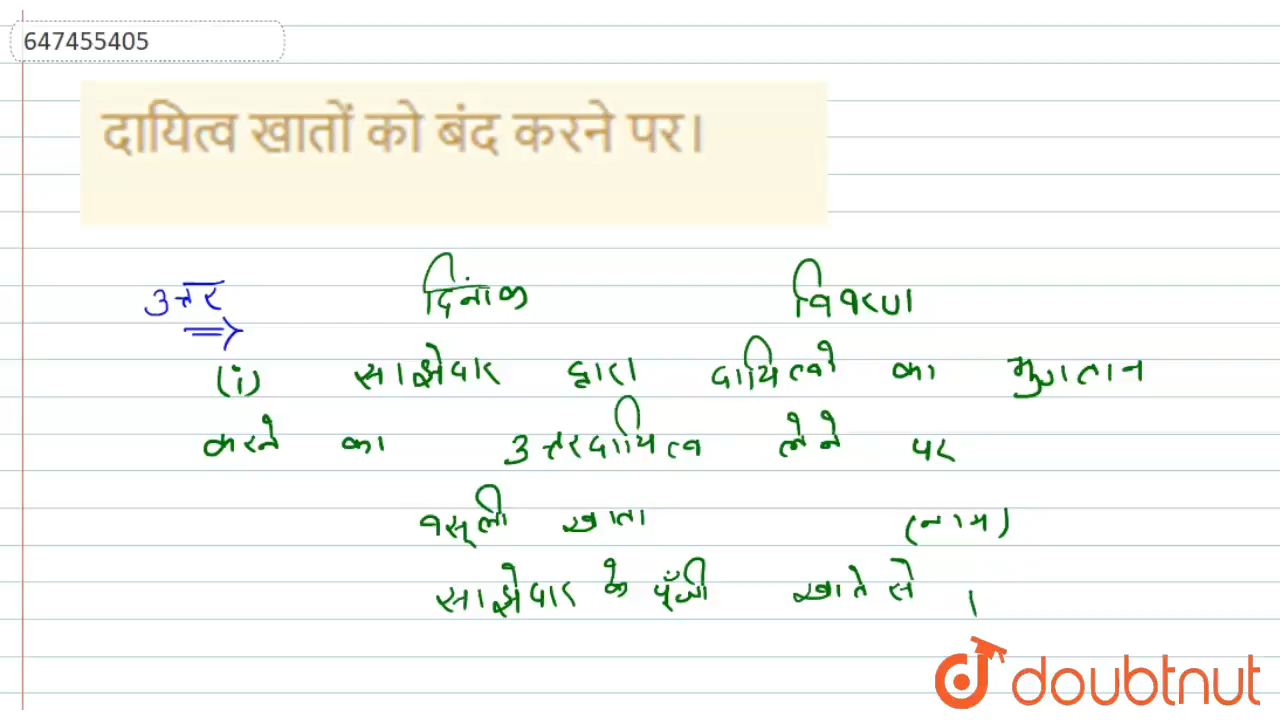 647455405
दायित्व खातों को बंद करने पर।
उत्तर दिनांक विवरण
(i) साझेदार द्वारा दायित्वो का भुगतान
करने का उत्तरदायित्व लेने पर
वसूली खाता (नाम)
साझेदार के पूँजी खाते से ।
doubtnut